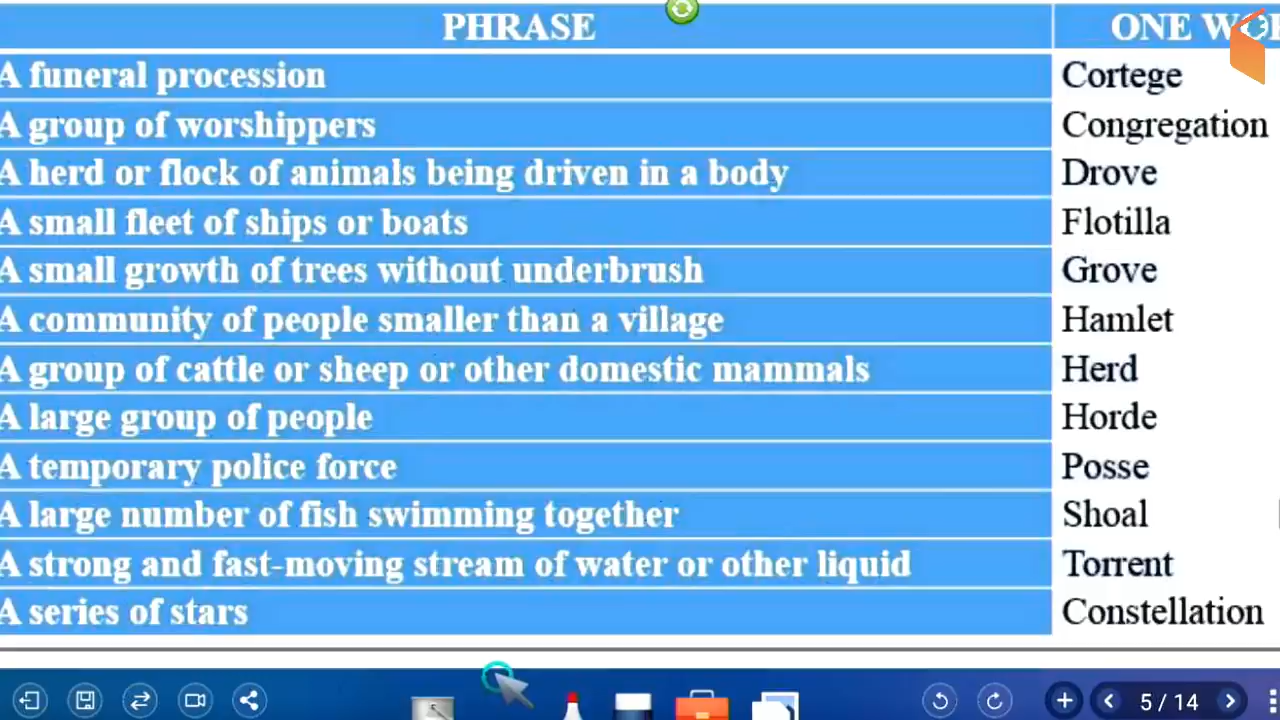 PHRASE ONE WO
A funeral procession Cortege
A group of worshippers Congregation
A herd or flock of animals being driven in a body Drove
A small fleet of ships or boats Flotilla
A small growth of trees without underbrush Grove
A community of people smaller than a village Hamlet
A group of cattle or sheep or other domestic mammals Herd
A large group of people Horde
A temporary police force Posse
A large number of fish swimming together Shoal
A strong and fast-moving stream of water or other liquid Torrent
A series of stars Constellation
5 / 14